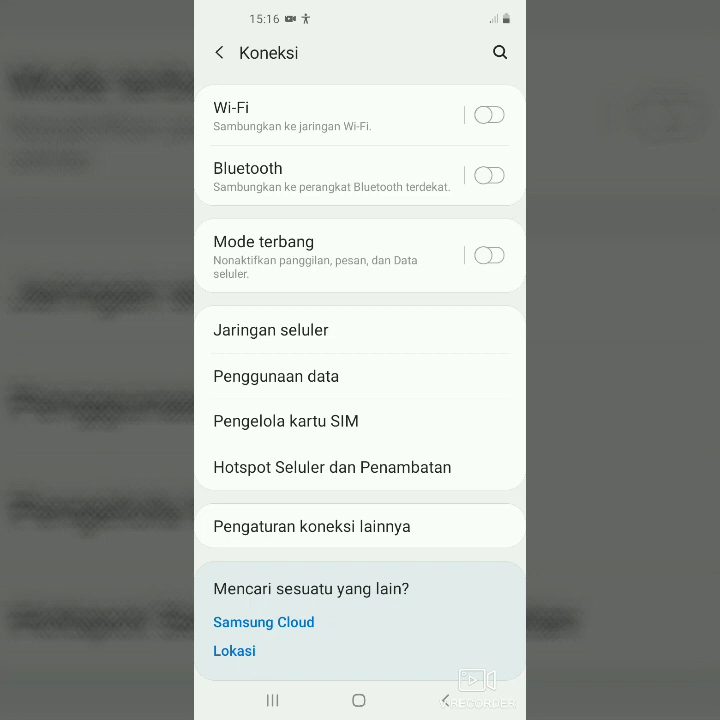 15:16
Koneksi
Wi-Fi
Sambungkan ke jaringan Wi-Fi.
Bluetooth
Sambungkan ke perangkat Bluetooth terdekat.
Mode terbang
Nonaktifkan panggilan, pesan, dan Data
seluler.
Jaringan seluler
Penggunaan data
Pengelola kartu SIM
Hotspot Seluler dan Penambatan
Pengaturan koneksi lainnya
Mencari sesuatu yang lain?
Samsung Cloud
Lokasi